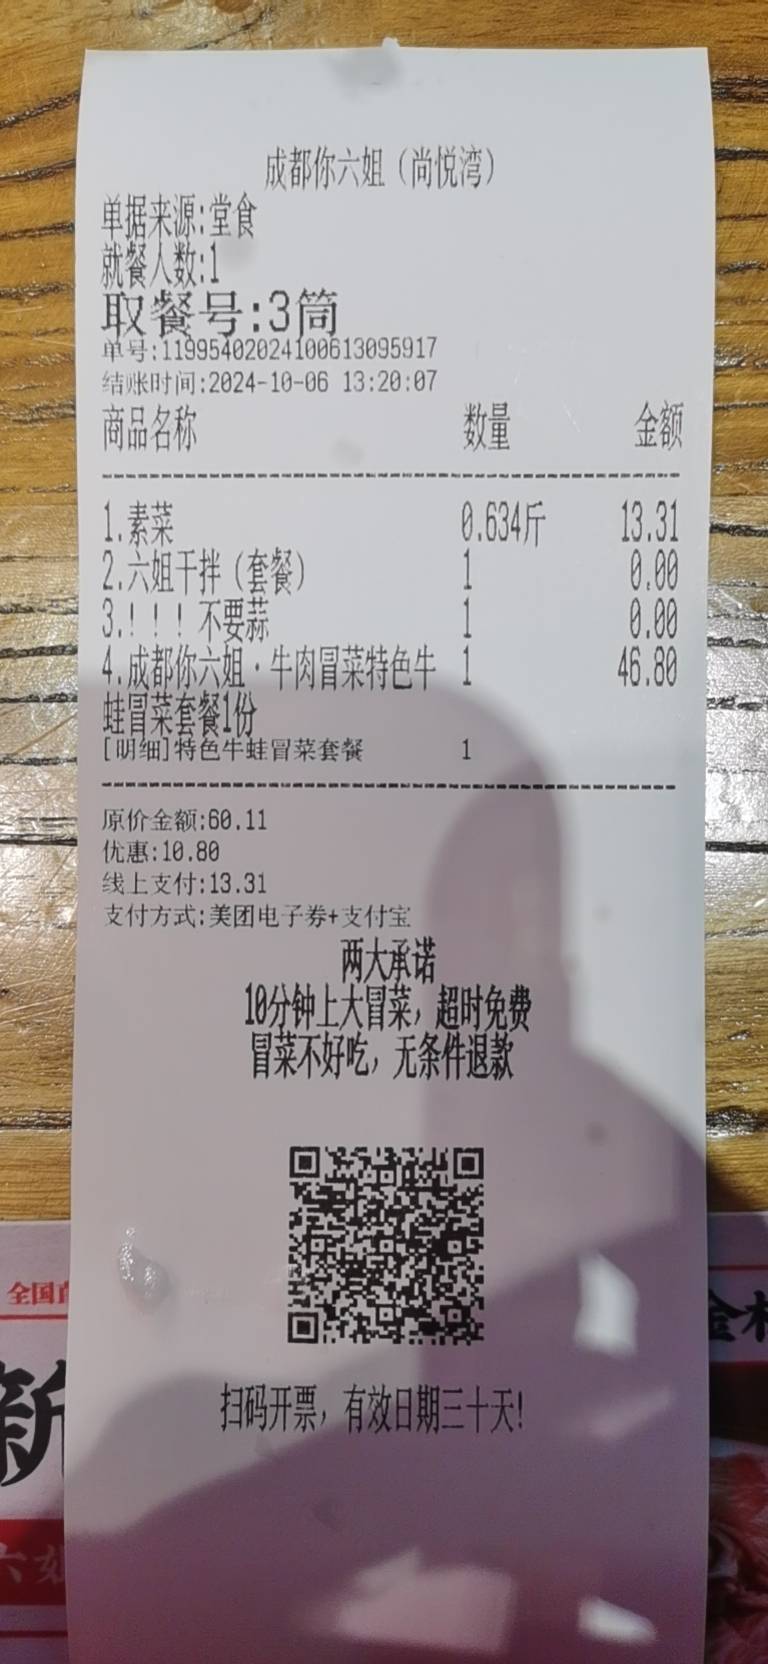 成都你六姐（尚悦湾）
单据来源:堂食
就餐人数:1
取餐号:3筒
单号:11995402024100613095917
结账时间:2024-10-06 13:20:07
商品名称 数量 金额
1.素菜 0.634斤 13.31
2.六姐干拌（套餐） 1 0.00
3.！！！不要蒜 1 0.00
4.成都你六姐·牛肉冒菜特色牛 1 46.80
蛙冒菜套餐1份
[明细]特色牛蛙冒菜套餐 1
原价金额:60.11
优惠:10.80
线上支付:13.31
支付方式:美团电子券+支付宝
两大承诺
10分钟上大冒菜，超时免费
冒菜不好吃，无条件退款
扫码开票，有效日期三十天!
全国
新
六姐